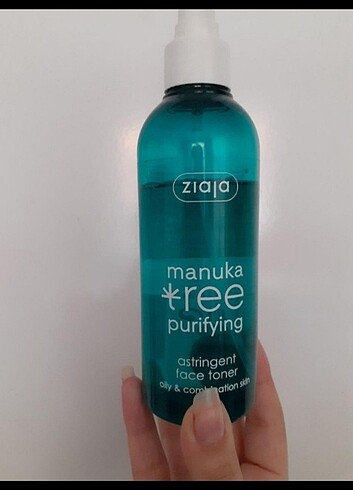 ziaja
manuka
tree
purifying
astringent
face toner
oily & combination skin